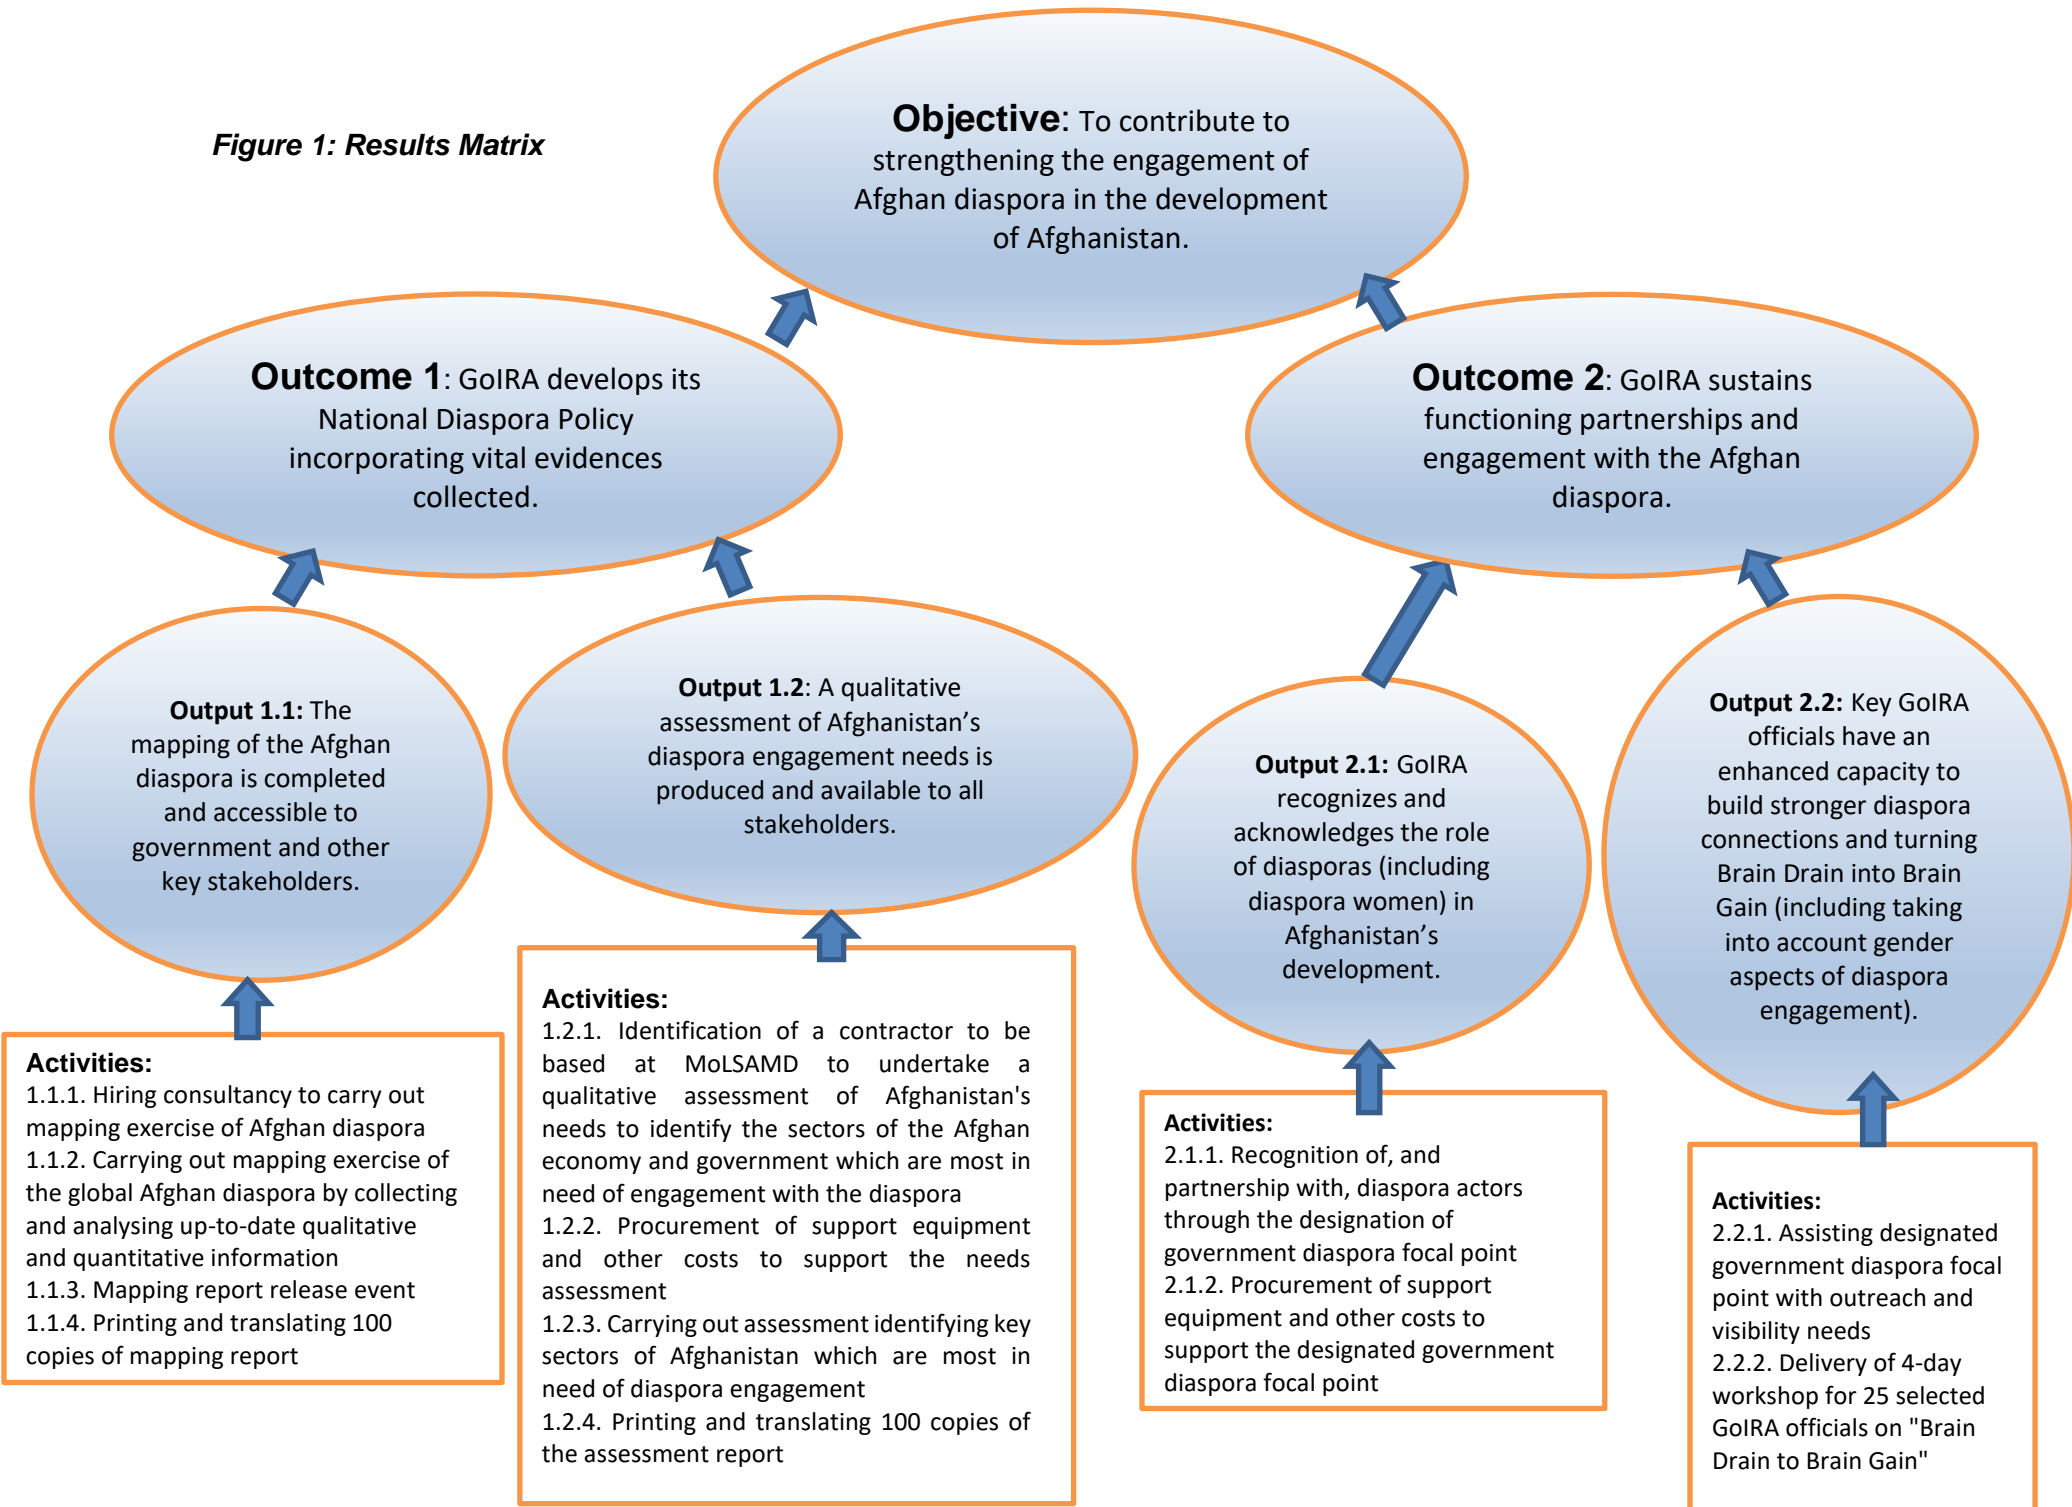 Figure 1: Results Matrix
Objective: To contribute to
strengthening the engagement of
Afghan diaspora in the development
of Afghanistan.
Outcome 1: GoIRA develops its
National Diaspora Policy
incorporating vital evidences
collected.
Outcome 2: GoIRA sustains
functioning partnerships and
engagement with the Afghan
diaspora.
Output 1.1: The
mapping of the Afghan
diaspora is completed
and accessible to
government and other
key stakeholders.
Output 1.2: A qualitative
assessment of Afghanistan’s
diaspora engagement needs is
produced and available to all
stakeholders.
Output 2.1: GoIRA
recognizes and
acknowledges the role
of diasporas (including
diaspora women) in
Afghanistan’s
development.
Output 2.2: Key GoIRA
officials have an
enhanced capacity to
build stronger diaspora
connections and turning
Brain Drain into Brain
Gain (including taking
into account gender
aspects of diaspora
engagement).
Activities:
1.1.1. Hiring consultancy to carry out
mapping exercise of Afghan diaspora
1.1.2. Carrying out mapping exercise of
the global Afghan diaspora by collecting
and analysing up-to-date qualitative
and quantitative information
1.1.3. Mapping report release event
1.1.4. Printing and translating 100
copies of mapping report
Activities:
1.2.1. Identification of a contractor to be
based at MoLSAMD to undertake a
qualitative assessment of Afghanistan's
needs to identify the sectors of the Afghan
economy and government which are most in
need of engagement with the diaspora
1.2.2. Procurement of support equipment
and other costs to support the needs
assessment
1.2.3. Carrying out assessment identifying key
sectors of Afghanistan which are most in
need of diaspora engagement
1.2.4. Printing and translating 100 copies of
the assessment report
Activities:
2.1.1. Recognition of, and
partnership with, diaspora actors
through the designation of
government diaspora focal point
2.1.2. Procurement of support
equipment and other costs to
support the designated government
diaspora focal point
Activities:
2.2.1. Assisting designated
government diaspora focal
point with outreach and
visibility needs
2.2.2. Delivery of 4-day
workshop for 25 selected
GoIRA officials on "Brain
Drain to Brain Gain"